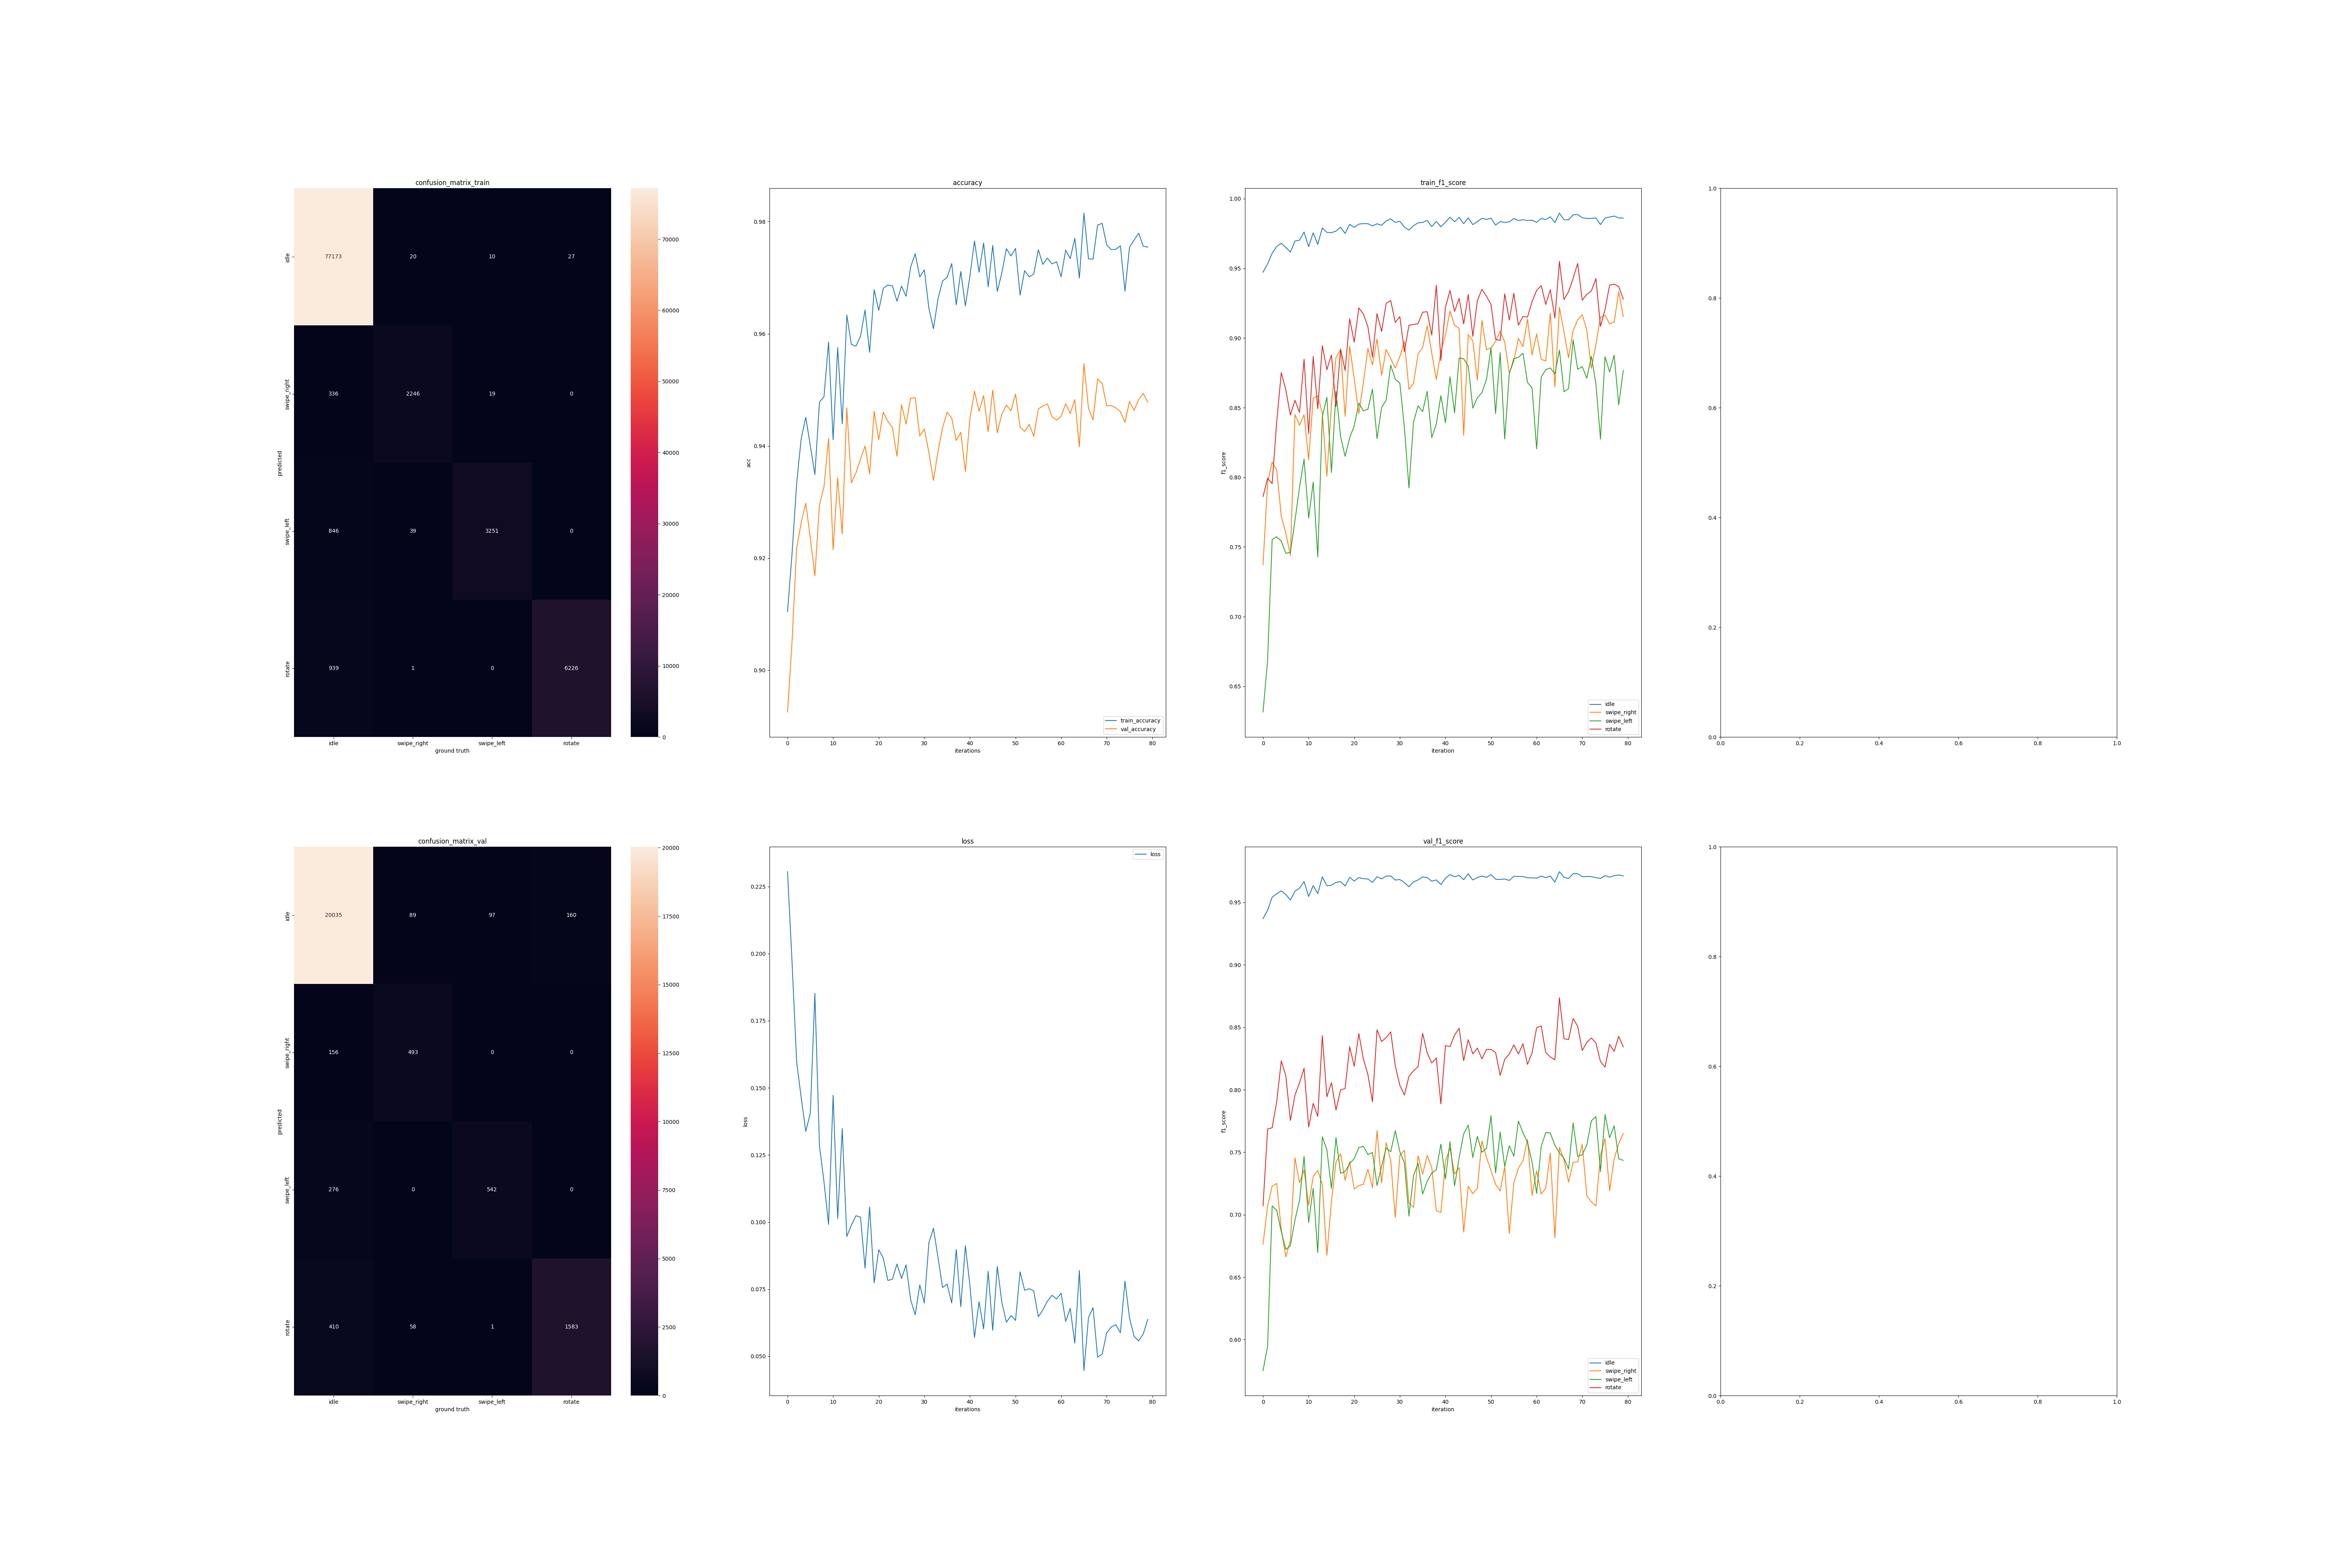 confusion_matrix_train
idle
swipe_right
swipe_left
rotate
predicted
77173 20 10 27
336 2246 19 0
846 39 3251 0
939 1 0 6226
idle swipe_right swipe_left rotate
ground truth
70000
60000
50000
40000
30000
20000
10000
0
accuracy
acc
0.98
0.96
0.94
0.92
0.90
train_accuracy
val_accuracy
0 10 20 30 40 50 60 70 80
iterations
train_f1_score
f1_score
1.00
0.95
0.90
0.85
0.80
0.75
0.70
0.65
idle
swipe_right
swipe_left
rotate
0 10 20 30 40 50 60 70 80
iteration
1.0
0.8
0.6
0.4
0.2
0.0
0.0 0.2 0.4 0.6 0.8 1.0
confusion_matrix_val
idle
swipe_right
swipe_left
rotate
predicted
20035 89 97 160
156 493 0 0
276 0 542 0
410 58 1 1583
idle swipe_right swipe_left rotate
ground truth
20000
17500
15000
12500
10000
7500
5000
2500
0
loss
loss
0.225
0.200
0.175
0.150
0.125
0.100
0.075
0.050
loss
0 10 20 30 40 50 60 70 80
iterations
val_f1_score
f1_score
0.95
0.90
0.85
0.80
0.75
0.70
0.65
0.60
idle
swipe_right
swipe_left
rotate
0 10 20 30 40 50 60 70 80
iteration
1.0
0.8
0.6
0.4
0.2
0.0
0.0 0.2 0.4 0.6 0.8 1.0